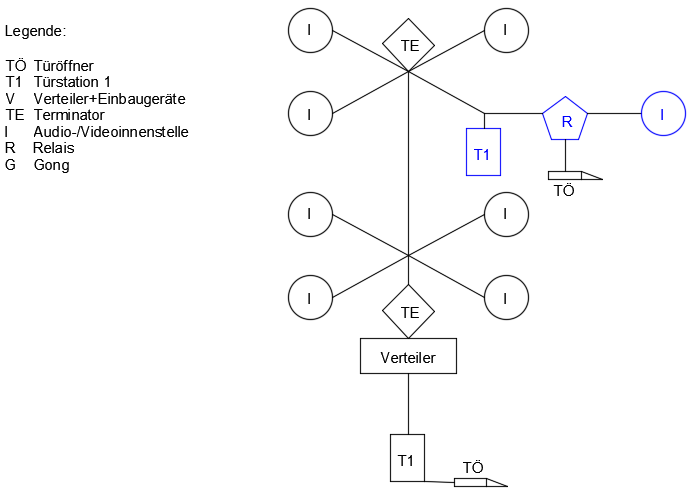 Legende:
TÖ Türöffner
T1 Türstation 1
V Verteiler+Einbaugeräte
TE Terminator
I Audio-/Videoinnenstelle
R Relais
G Gong
I
TE
I
I
T1
R
I
TÖ
I
I
I
TE
I
Verteiler
T1
TÖ